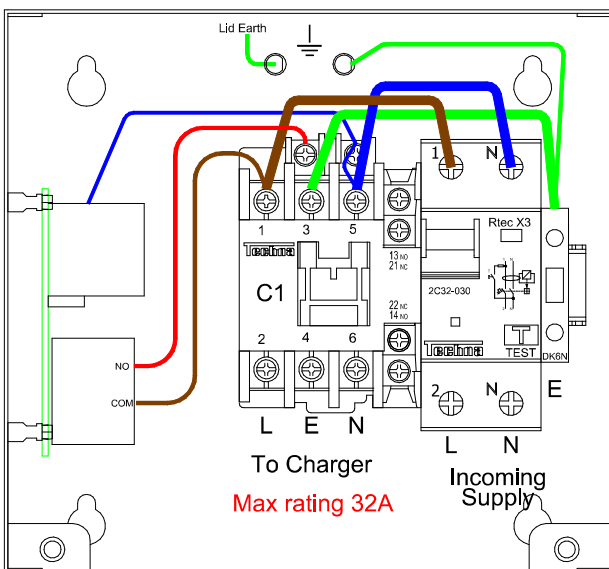 Lid Earth
1
N
Rtec X3
1
3
5
Techna
13 NO
21 NC
C1
2C32-030
22 NC
14 NO
2
4
6
Techna
T
TEST
DK6N
NO
COM
2
N
E
L
E
N
L
N
To Charger
Incoming
Supply
Max rating 32A